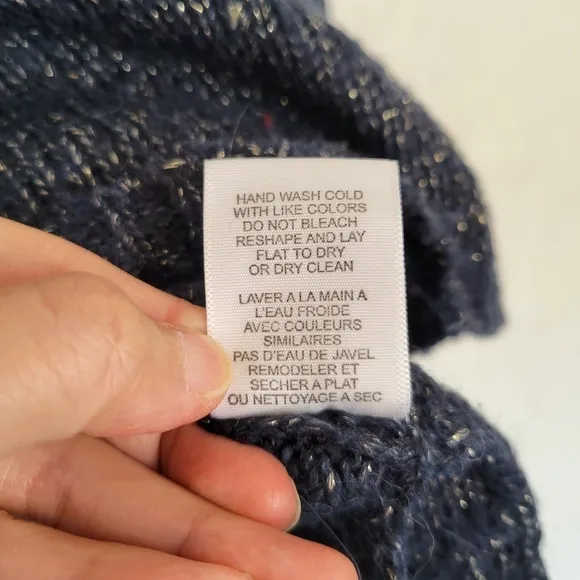 HAND WASH COLD
WITH LIKE COLORS
DO NOT BLEACH
RESHAPE AND LAY
FLAT TO DRY
OR DRY CLEAN
LAVER A LA MAIN A
L'EAU FROIDE
AVEC COULEURS
SIMILAIRES
PAS D'EAU DE JAVEL
REMODELER ET
SECHER A PLAT
OU NETTOYAGE A SEC